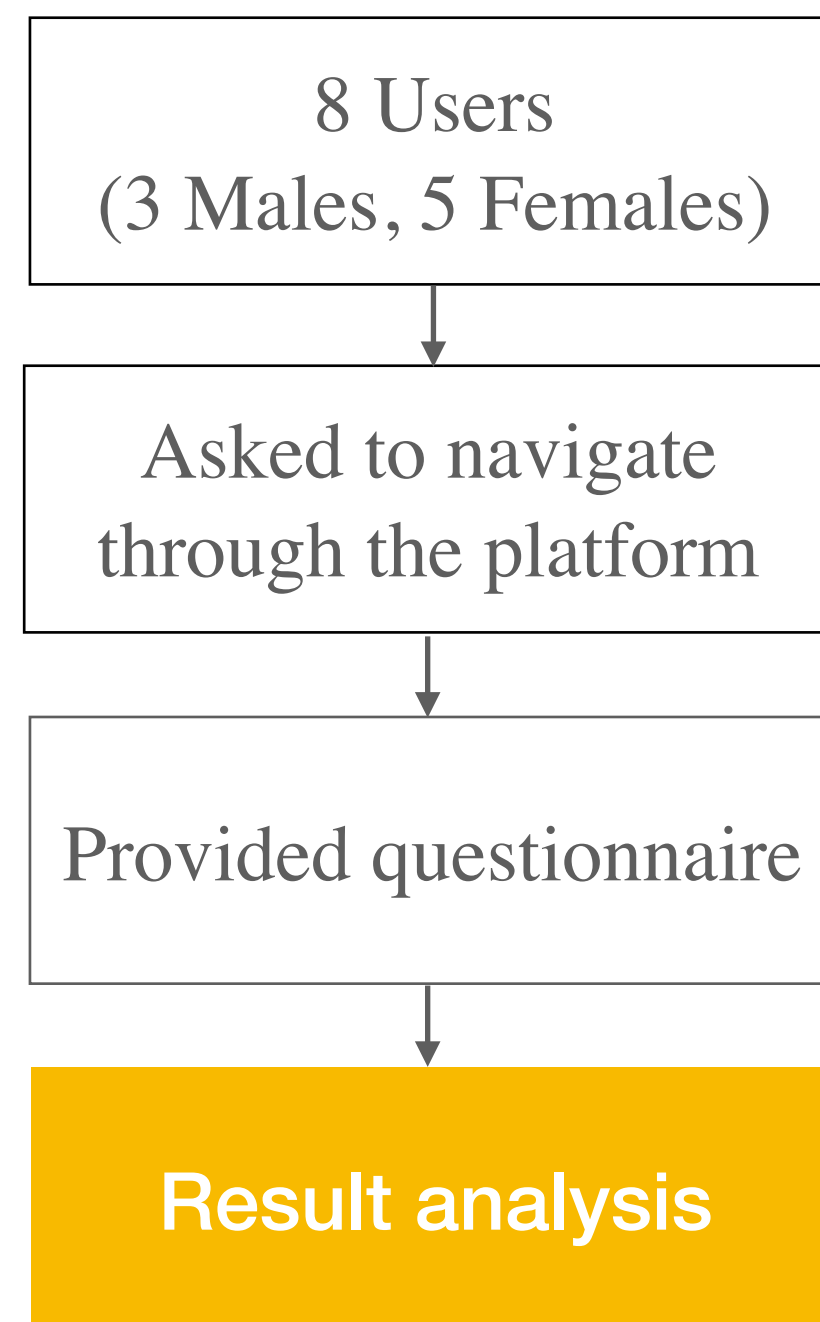 8 Users
(3 Males, 5 Females)
Asked to navigate
through the platform
Provided questionnaire
Result analysis